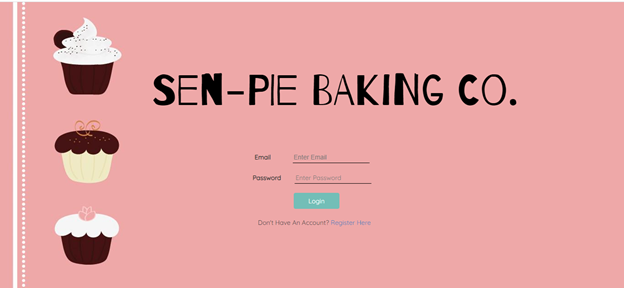 SEN-PIE BAKING CO.
Email Enter Email
Password Enter Password
Login
Don't Have An Account? Register Here